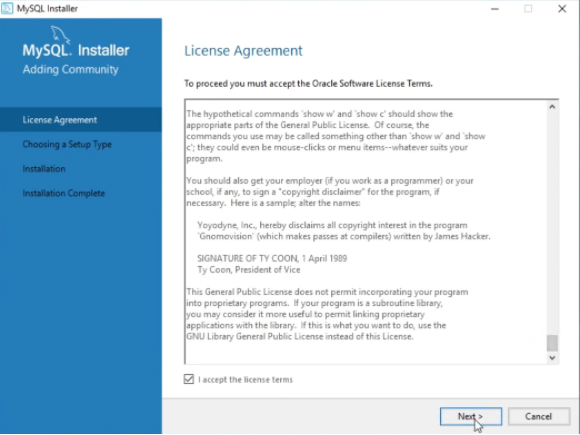 MySQL Installer
MySQL. Installer
Adding Community
License Agreement
Choosing a Setup Type
Installation
Installation Complete
License Agreement
To proceed you must accept the Oracle Software License Terms.
The hypothetical commands `show w' and `show c' should show the
appropriate parts of the General Public License. Of course, the
commands you use may be called something other than `show w' and `show
c'; they could even be mouse-clicks or menu items--whatever suits your
program.
You should also get your employer (if you work as a programmer) or your
school, if any, to sign a "copyright disclaimer" for the program, if
necessary. Here is a sample; alter the names:
Yoyodyne, Inc., hereby disclaims all copyright interest in the program
`Gnomovision' (which makes passes at compilers) written by James Hacker.
SIGNATURE OF TY COON, 1 April 1989
Ty Coon, President of Vice
This General Public License does not permit incorporating your program
into proprietary programs. If your program is a subroutine library,
you may consider it more useful to permit linking proprietary
applications with the library. If this is what you want to do, use the
GNU Library General Public License instead of this License.
I accept the license terms
Next >
Cancel